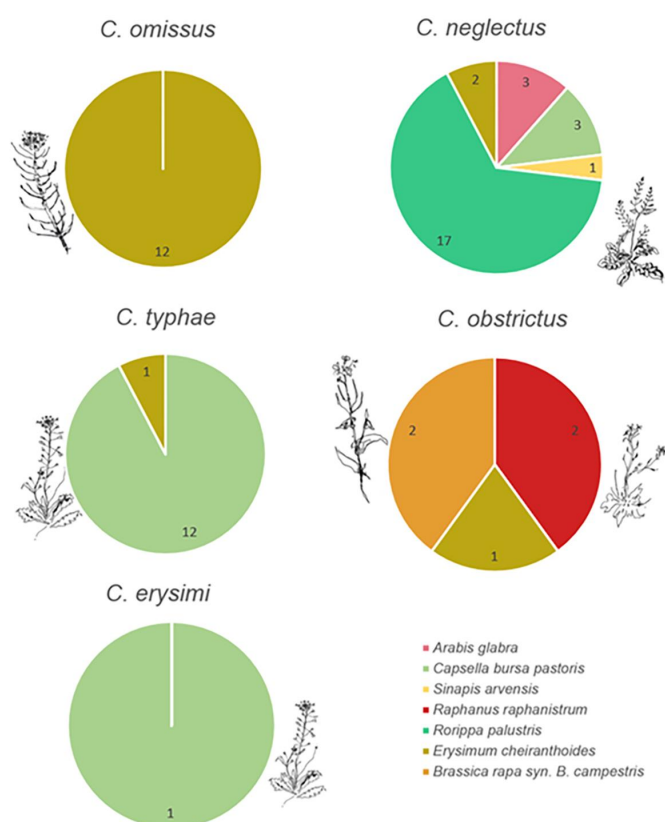 C. omissus
12
C. neglectus
2
3
3
1
17
C. typhae
1
12
C. obstrictus
2
2
1
C. erysimi
1
Arabis glabra
Capsella bursa pastoris
Sinapis arvensis
Raphanus raphanistrum
Rorippa palustris
Erysimum cheiranthoides
Brassica rapa syn. B. campestris